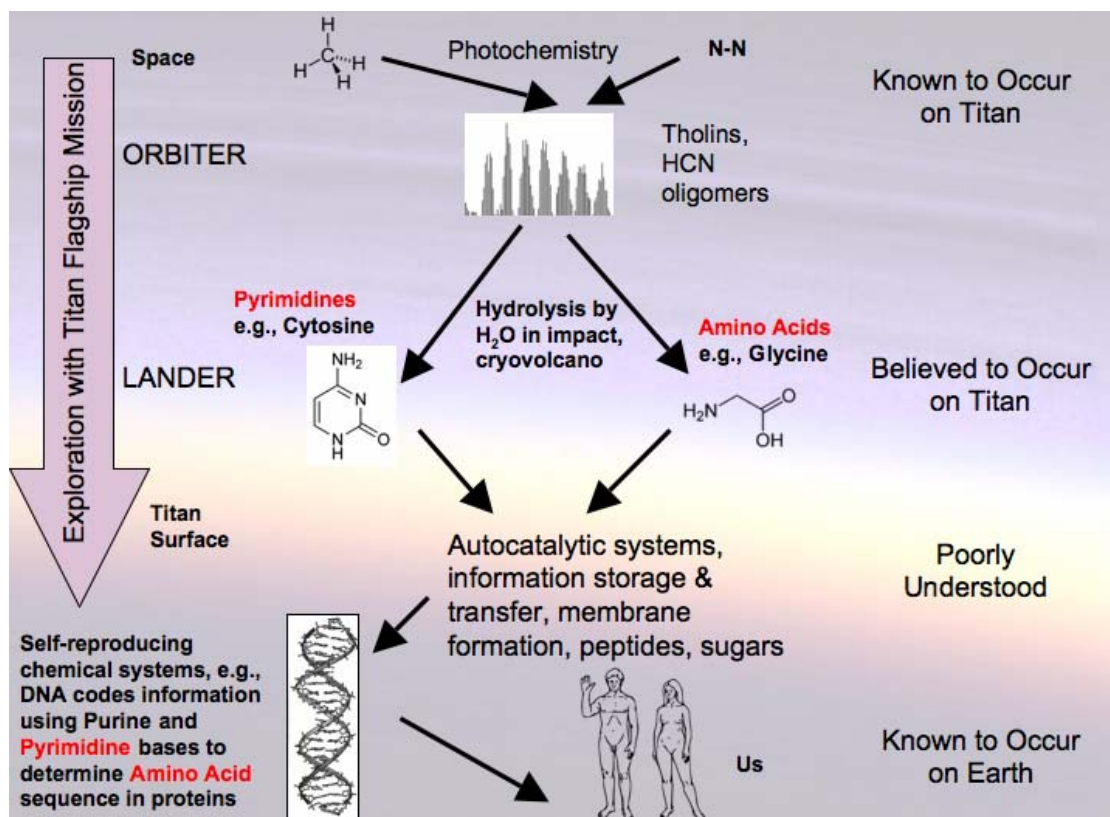 Exploration with Titan Flagship Mission
Space
H
H
H
H
C
Photochemistry
N-N
Known to Occur
on Titan
ORBITER
Tholins,
HCN
oligomers
Pyrimidines
e.g., Cytosine
Hydrolysis by
H₂O in impact,
cryovolcano
Amino Acids
e.g., Glycine
LANDER
NH₂
N
N
H
O
H₂N
O
OH
Believed to Occur
on Titan
Titan
Surface
Autocatalytic systems,
information storage &
transfer, membrane
formation, peptides, sugars
Poorly
Understood
Self-reproducing
chemical systems, e.g.,
DNA codes information
using Purine and
Pyrimidine bases to
determine Amino Acid
sequence in proteins
Us
Known to Occur
on Earth